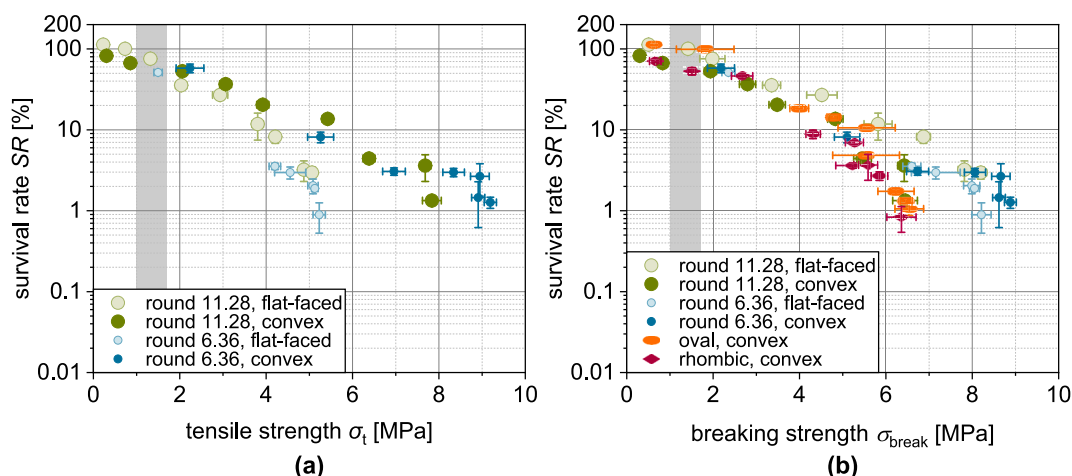 200
100
10
1
0.1
0.01
survival rate SR [%]
round 11.28, flat-faced
round 11.28, convex
round 6.36, flat-faced
round 6.36, convex
0 2 4 6 8 10
tensile strength σt [MPa]
(a)
200
100
10
1
0.1
0.01
survival rate SR [%]
round 11.28, flat-faced
round 11.28, convex
round 6.36, flat-faced
round 6.36, convex
oval, convex
rhombic, convex
0 2 4 6 8 10
breaking strength σbreak [MPa]
(b)